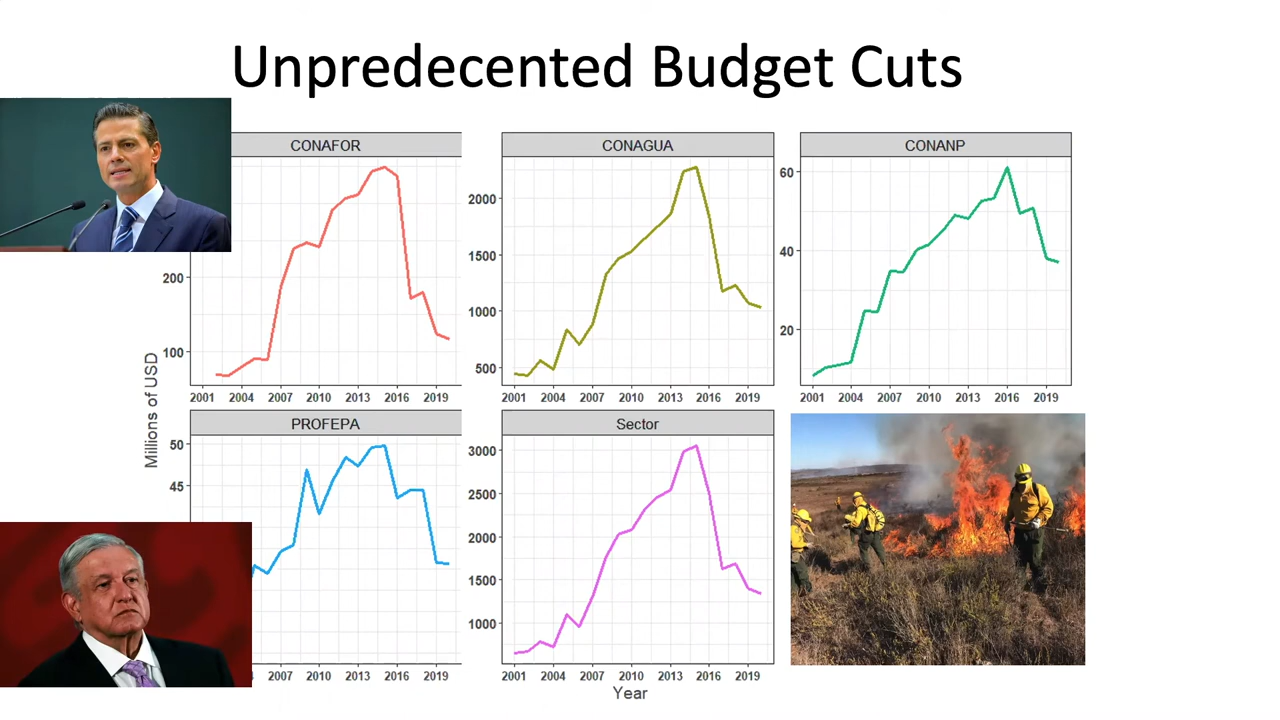 Unpredecented Budget Cuts
CONAFOR
CONAGUA
CONANP
200
100
2001 2004 2007 2010 2013 2016 2019
2000
1500
1000
500
2001 2004 2007 2010 2013 2016 2019
60
40
20
2001 2004 2007 2010 2013 2016 2019
Millions of USD
PROFEPA
Sector
50
45
2007 2010 2013 2016 2019
3000
2500
2000
1500
1000
2001 2004 2007 2010 2013 2016 2019
Year